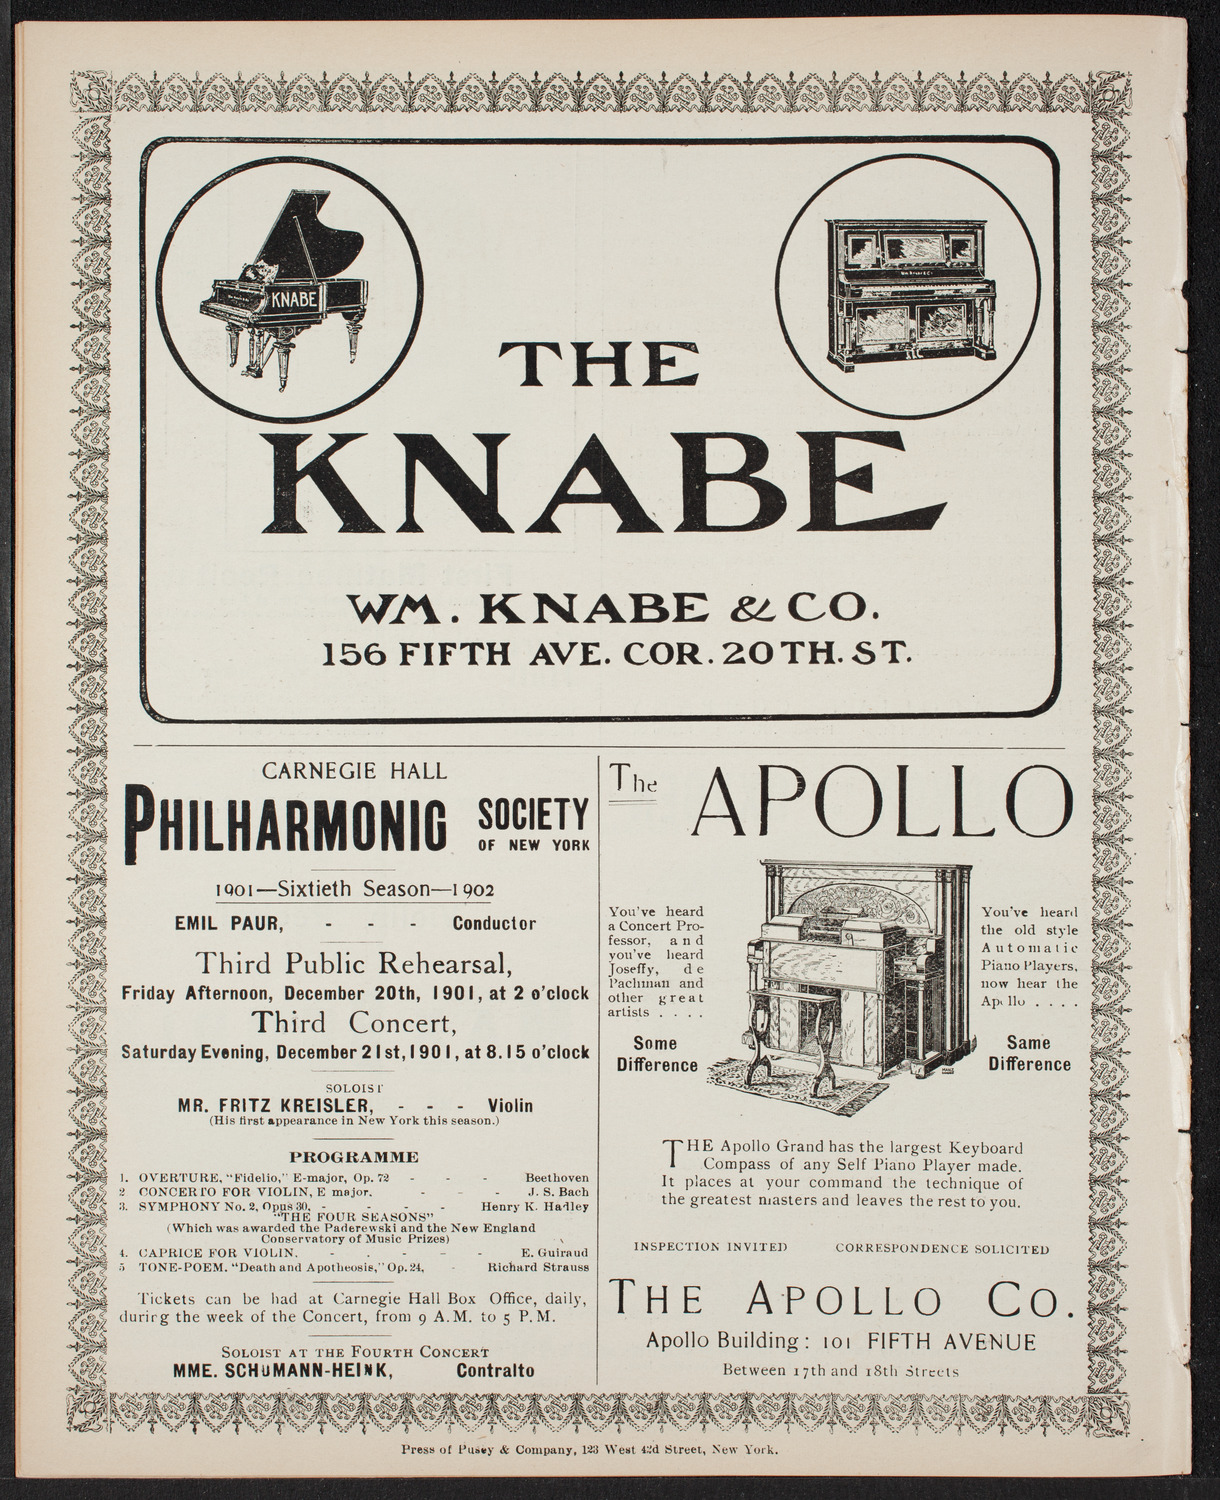 KNABE
THE
KNABE
WM. KNABE & CO.
156 FIFTH AVE. COR. 20TH. ST.
CARNEGIE HALL
PHILHARMONIC SOCIETY
OF NEW YORK
1901—Sixtieth Season—1902
EMIL PAUR, - - - Conductor
Third Public Rehearsal,
Friday Afternoon, December 20th, 1901, at 2 o'clock
Third Concert,
Saturday Evening, December 21st, 1901, at 8.15 o'clock
SOLOIST
MR. FRITZ KREISLER, - - - Violin
(His first appearance in New York this season.)
PROGRAMME
1. OVERTURE, "Fidelio," E-major, Op. 72 - - - Beethoven
2 CONCERTO FOR VIOLIN, E major. - - - J. S. Bach
3. SYMPHONY No. 2, Opus 30, - - - - Henry K. Hadley
"THE FOUR SEASONS"
(Which was awarded the Paderewski and the New England
Conservatory of Music Prizes)
4. CAPRICE FOR VIOLIN. - . - - - E. Guiraud
5 TONE-POEM. "Death and Apotheosis," Op. 24, - Richard Strauss
Tickets can be had at Carnegie Hall Box Office, daily,
during the week of the Concert, from 9 A.M. to 5 P.M.
SOLOIST AT THE FOURTH CONCERT
MME. SCHUMANN-HEINK, Contralto
The APOLLO
You've heard
a Concert Pro-
fessor, and
you've heard
Joseffy, de
Pachman and
other great
artists . . . .
Some
Difference
You've heard
the old style
Automatic
Piano Players,
now hear the
Apollo . . . .
Same
Difference
THE Apollo Grand has the largest Keyboard
Compass of any Self Piano Player made.
It places at your command the technique of
the greatest masters and leaves the rest to you.
INSPECTION INVITED CORRESPONDENCE SOLICITED
THE APOLLO CO.
Apollo Building: 101 FIFTH AVENUE
Between 17th and 18th Streets
Press of Pusey & Company, 123 West 42d Street, New York.